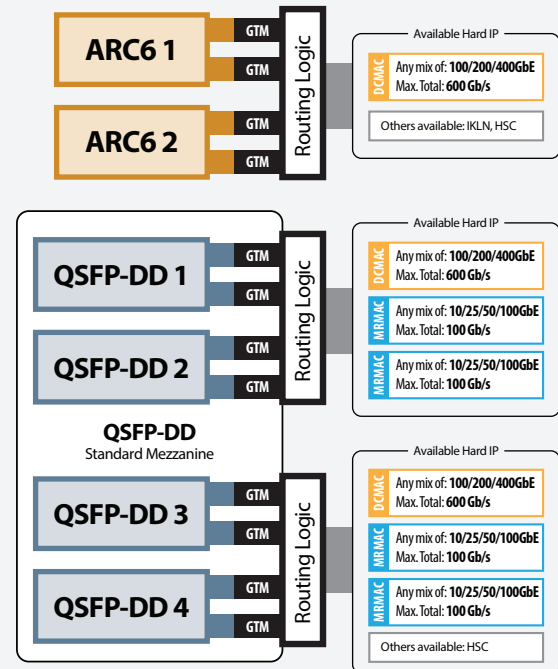 ARC6 1
GTM
GTM
ARC6 2
GTM
GTM
Routing Logic
Available Hard IP
DCMAC
Any mix of: 100/200/400GbE
Max. Total: 600 Gb/s
Others available: IKLN, HSC
QSFP-DD 1
GTM
GTM
QSFP-DD 2
GTM
GTM
Routing Logic
Available Hard IP
DCMAC
Any mix of: 100/200/400GbE
Max. Total: 600 Gb/s
MRMAC
Any mix of: 10/25/50/100GbE
Max. Total: 100 Gb/s
MRMAC
Any mix of: 10/25/50/100GbE
Max. Total: 100 Gb/s
QSFP-DD
Standard Mezzanine
QSFP-DD 3
GTM
GTM
QSFP-DD 4
GTM
GTM
Routing Logic
Available Hard IP
DCMAC
Any mix of: 100/200/400GbE
Max. Total: 600 Gb/s
MRMAC
Any mix of: 10/25/50/100GbE
Max. Total: 100 Gb/s
MRMAC
Any mix of: 10/25/50/100GbE
Max. Total: 100 Gb/s
Others available: HSC